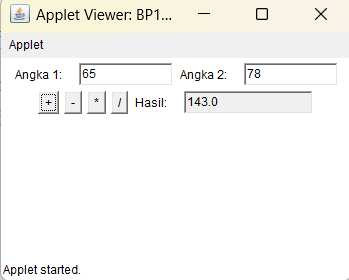 Applet Viewer: BP1...
Applet
Angka 1: 65 Angka 2: 78
+ - * / Hasil: 143.0
Applet started.